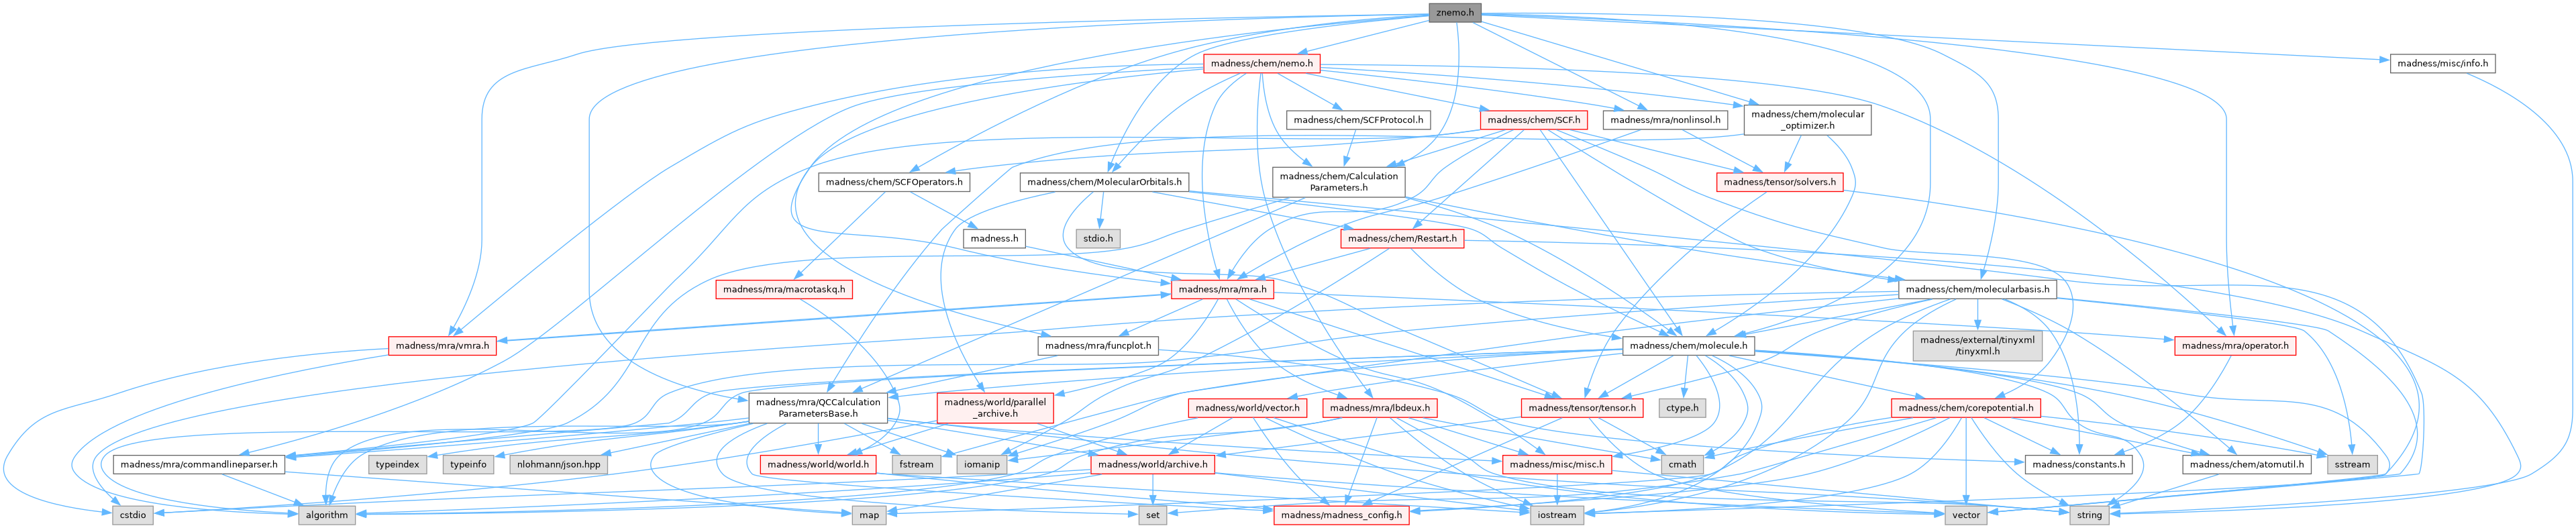 znemo.h
madness/chem/nemo.h
madness/misc/info.h
madness/chem/SCFProtocol.h
madness/chem/SCF.h
madness/mra/nonlinsol.h
madness/chem/molecular
_optimizer.h
madness/chem/SCFOperators.h
madness/chem/MolecularOrbitals.h
madness/chem/Calculation
Parameters.h
madness/tensor/solvers.h
madness.h
stdio.h
madness/chem/Restart.h
madness/mra/macrotaskq.h
madness/mra/mra.h
madness/chem/molecularbasis.h
madness/mra/vmra.h
madness/mra/funcplot.h
madness/chem/molecule.h
madness/external/tinyxml
/tinyxml.h
madness/mra/operator.h
madness/mra/QCCalculation
ParametersBase.h
madness/world/parallel
_archive.h
madness/world/vector.h
madness/mra/lbdeux.h
madness/tensor/tensor.h
ctype.h
madness/chem/corepotential.h
madness/mra/commandlineparser.h
typeindex
typeinfo
nlohmann/json.hpp
madness/world/world.h
fstream
iomanip
madness/world/archive.h
madness/misc/misc.h
cmath
madness/constants.h
madness/chem/atomutil.h
sstream
cstdio
algorithm
map
set
madness/madness_config.h
iostream
vector
string